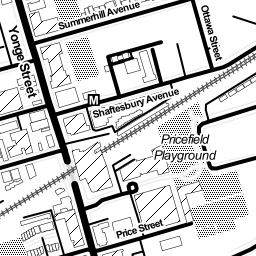 Summerhill Avenue
Ottawa Street
Yonge Street
M
Shaftesbury Avenue
Pricefield
Playground
Price Street